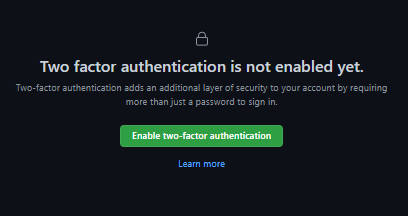 Two factor authentication is not enabled yet.
Two-factor authentication adds an additional layer of security to your account by requiring
more than just a password to sign in.
Enable two-factor authentication
Learn more